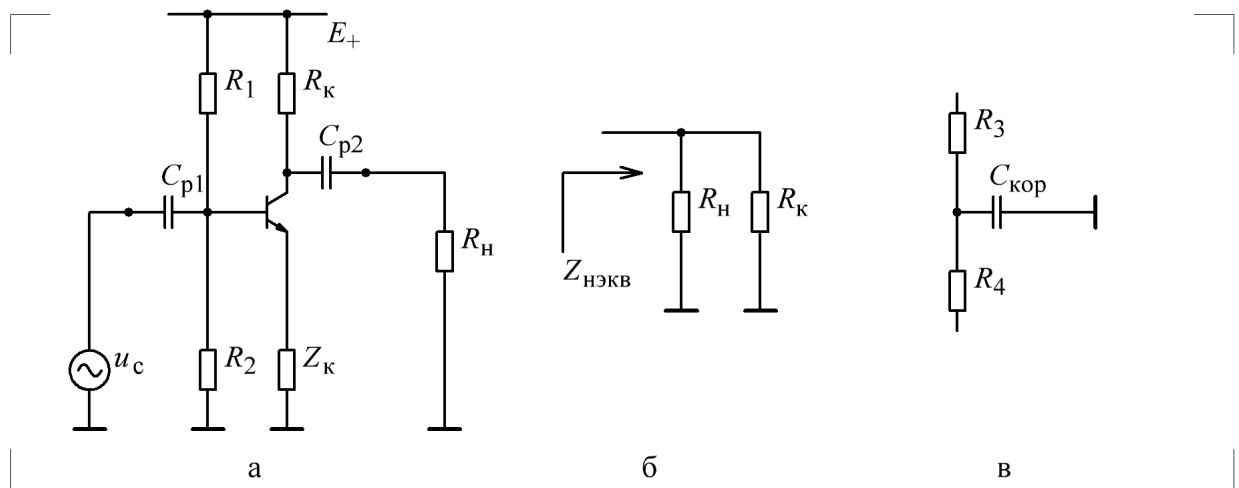 E+
R1
Rк
Cр2
Cр1
Rн
uс
R2
Zк
а
Rн
Rк
Zнэкв
б
R3
Cкор
R4
в